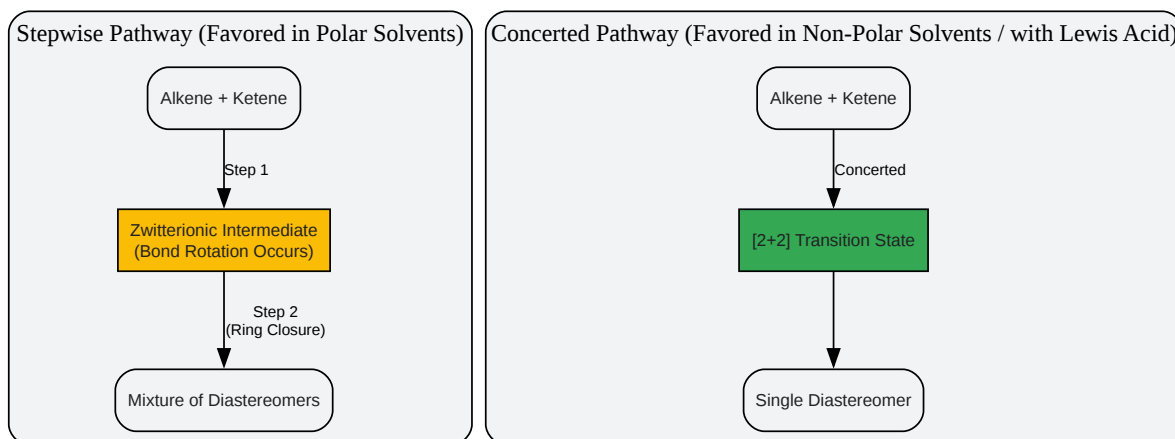 Stepwise Pathway (Favored in Polar Solvents)
Alkene + Ketene
Step 1
Zwitterionic Intermediate
(Bond Rotation Occurs)
Step 2
(Ring Closure)
Mixture of Diastereomers
Concerted Pathway (Favored in Non-Polar Solvents / with Lewis Acid)
Alkene + Ketene
Concerted
[2+2] Transition State
Single Diastereomer